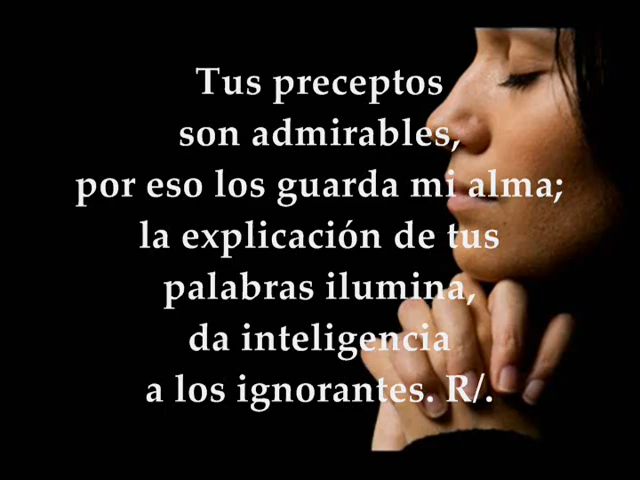 Tus preceptos
son admirables,
por eso los guarda mi alma;
la explicación de tus
palabras ilumina,
da inteligencia
a los ignorantes. R/.